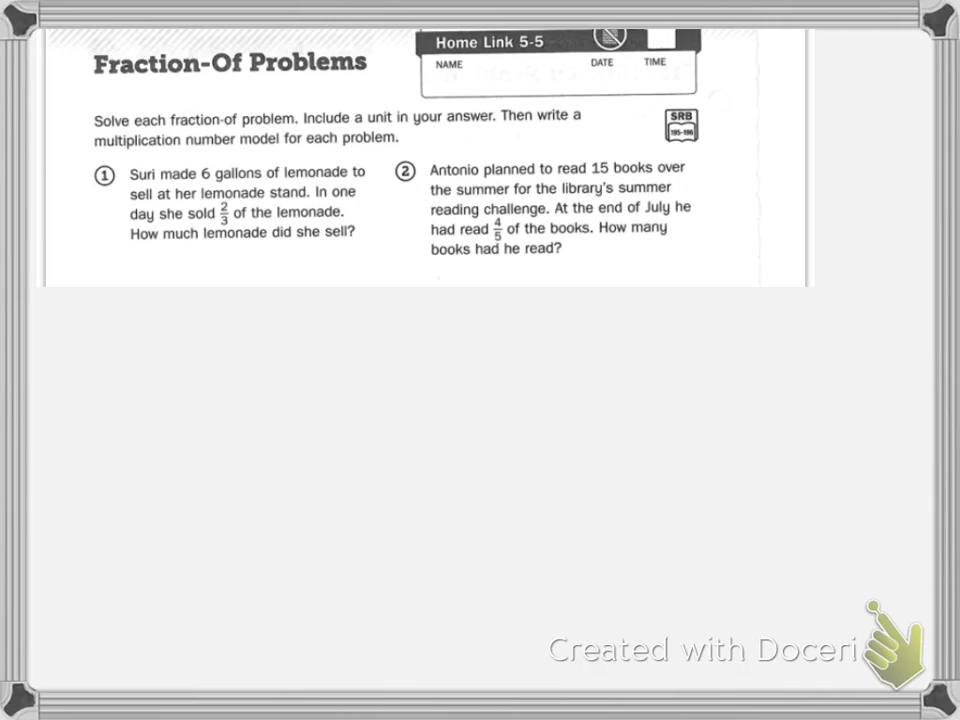 Fraction-Of Problems
Home Link 5-5
NAME DATE TIME
Solve each fraction-of problem. Include a unit in your answer. Then write a
multiplication number model for each problem.
SRB
195-196
① Suri made 6 gallons of lemonade to
sell at her lemonade stand. In one
day she sold 2/3 of the lemonade.
How much lemonade did she sell?
② Antonio planned to read 15 books over
the summer for the library's summer
reading challenge. At the end of July he
had read 4/5 of the books. How many
books had he read?
Created with Doceri